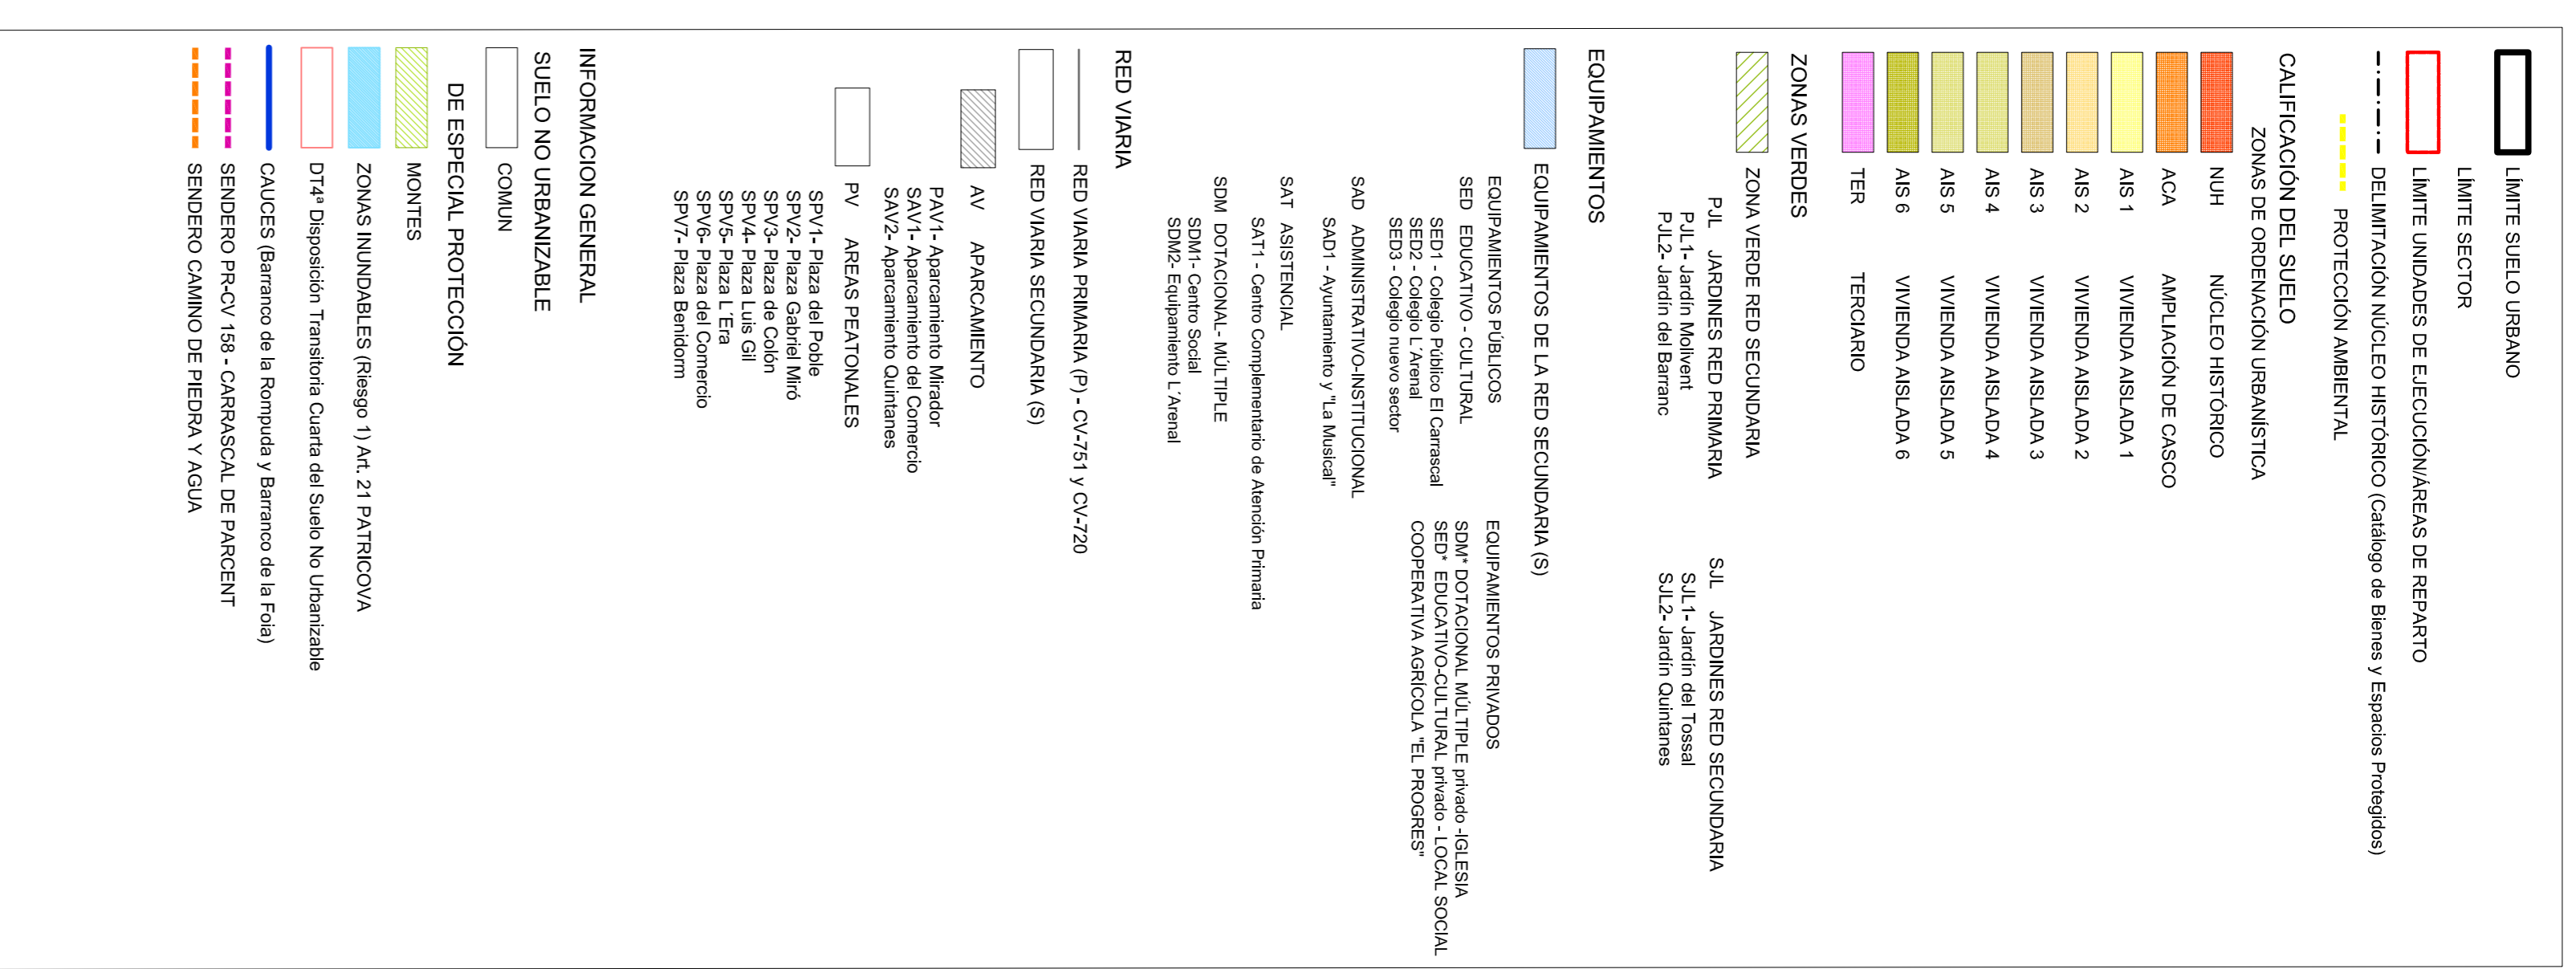 LÍMITE SUELO URBANO
LÍMITE SECTOR
LÍMITE UNIDADES DE EJECUCIÓN/ÁREAS DE REPARTO
DELIMITACIÓN NÚCLEO HISTÓRICO (Catálogo de Bienes y Espacios Protegidos)
PROTECCIÓN AMBIENTAL
CALIFICACIÓN DEL SUELO
ZONAS DE ORDENACIÓN URBANÍSTICA
NUH NÚCLEO HISTÓRICO
ACA AMPLIACIÓN DE CASCO
AIS 1 VIVIENDA AISLADA 1
AIS 2 VIVIENDA AISLADA 2
AIS 3 VIVIENDA AISLADA 3
AIS 4 VIVIENDA AISLADA 4
AIS 5 VIVIENDA AISLADA 5
AIS 6 VIVIENDA AISLADA 6
TER TERCIARIO
ZONAS VERDES
ZONA VERDE RED SECUNDARIA
PJL JARDINES RED PRIMARIA
PJL1- Jardín Molivent
PJL2- Jardín del Barranc
SJL JARDINES RED SECUNDARIA
SJL1- Jardín del Tossal
SJL2- Jardín Quintanes
EQUIPAMIENTOS
EQUIPAMIENTOS DE LA RED SECUNDARIA (S)
EQUIPAMIENTOS PÚBLICOS
SED EDUCATIVO - CULTURAL
SED1 - Colegio Público El Carrascal
SED2 - Colegio L´Arenal
SED3 - Colegio nuevo sector
SAD ADMINISTRATIVO-INSTITUCIONAL
SAD1 - Ayuntamiento y "La Musical"
SAT ASISTENCIAL
SAT1 - Centro Complementario de Atención Primaria
SDM DOTACIONAL- MÚLTIPLE
SDM1- Centro Social
SDM2- Equipamiento L´Arenal
EQUIPAMIENTOS PRIVADOS
SDM* DOTACIONAL MÚLTIPLE privado -IGLESIA
SED* EDUCATIVO-CULTURAL privado - LOCAL SOCIAL
COOPERATIVA AGRÍCOLA "EL PROGRES"
RED VIARIA
RED VIARIA PRIMARIA (P) - CV-751 y CV-720
RED VIARIA SECUNDARIA (S)
AV APARCAMIENTO
PAV1- Aparcamiento Mirador
SAV1- Aparcamiento del Comercio
SAV2- Aparcamiento Quintanes
PV AREAS PEATONALES
SPV1- Plaza del Poble
SPV2- Plaza Gabriel Miró
SPV3- Plaza de Colón
SPV4- Plaza Luis Gil
SPV5- Plaza L´Era
SPV6- Plaza del Comercio
SPV7- Plaza Benidorm
INFORMACION GENERAL
SUELO NO URBANIZABLE
COMUN
DE ESPECIAL PROTECCIÓN
MONTES
ZONAS INUNDABLES (Riesgo 1) Art. 21 PATRICOVA
DT4ª Disposición Transitoria Cuarta del Suelo No Urbanizable
CAUCES (Barranco de la Rompuda y Barranco de la Foia)
SENDERO PR-CV 158 - CARRASCAL DE PARCENT
SENDERO CAMINO DE PIEDRA Y AGUA